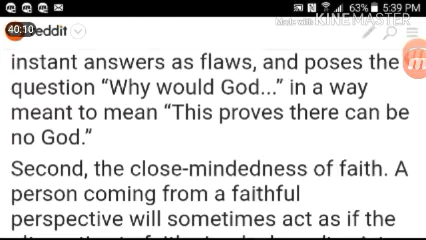 63% 5:39 PM
Made with KINEMASTER
40:10 eddit
instant answers as flaws, and poses the
question “Why would God...” in a way
meant to mean “This proves there can be
no God.”
Second, the close-mindedness of faith. A
person coming from a faithful
perspective will sometimes act as if the